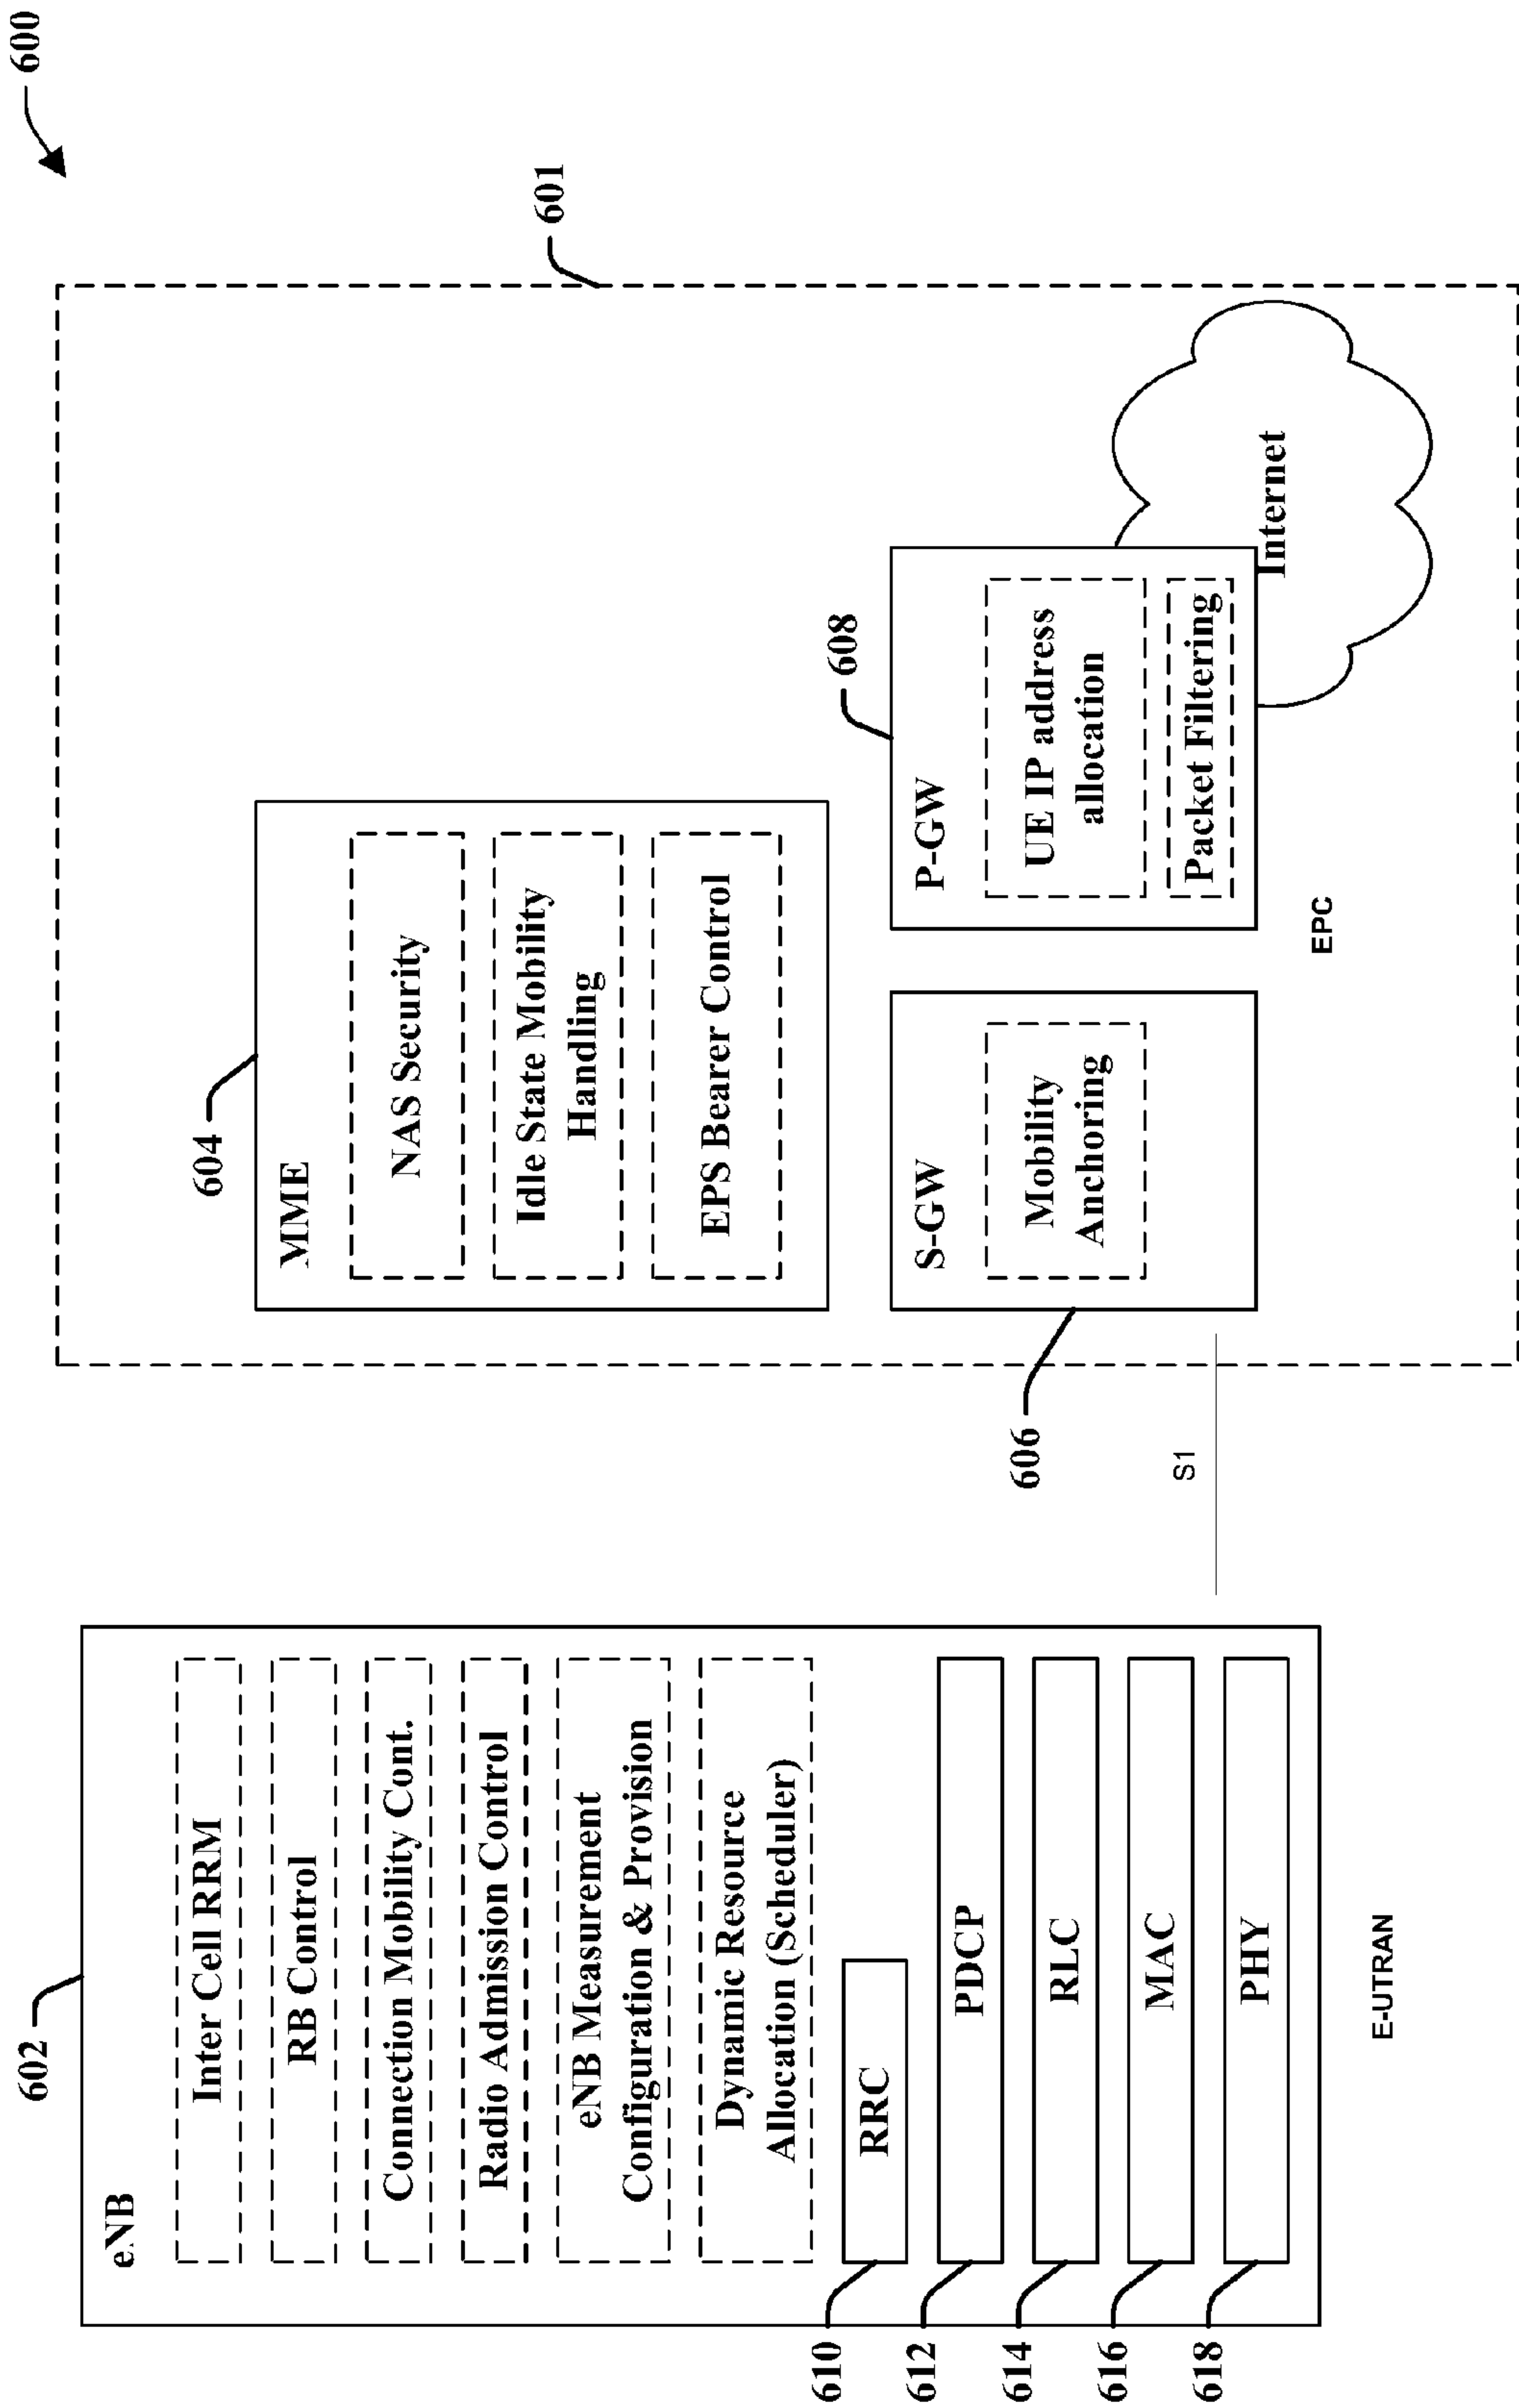 600
602
eNB
Inter Cell RRM
RB Control
Connection Mobility Cont.
Radio Admission Control
eNB Measurement
Configuration & Provision
Dynamic Resource
Allocation (Scheduler)
610
RRC
612
PDCP
614
RLC
616
MAC
618
PHY
E-UTRAN
S1
601
604
MME
NAS Security
Idle State Mobility
Handling
EPS Bearer Control
606
S-GW
Mobility
Anchoring
608
P-GW
UE IP address
allocation
Packet Filtering
Internet
EPC